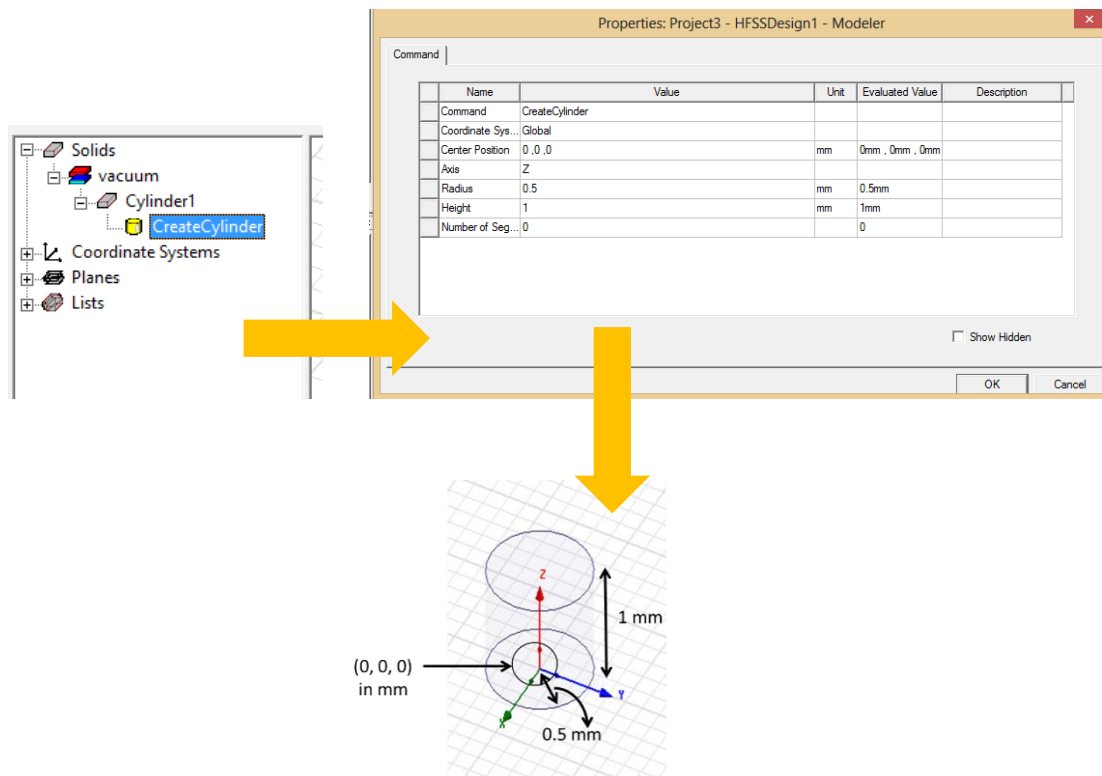 Properties: Project3 - HFSSDesign1 - Modeler
Command
Name Value Unit Evaluated Value Description
Command CreateCylinder
Coordinate Sys... Global
Center Position 0 ,0 ,0 mm 0mm , 0mm , 0mm
Axis Z
Radius 0.5 mm 0.5mm
Height 1 mm 1mm
Number of Seg... 0 0
Show Hidden
OK Cancel
Solids
vacuum
Cylinder1
CreateCylinder
Coordinate Systems
Planes
Lists
Z
1 mm
(0, 0, 0)
in mm
Y
X
0.5 mm